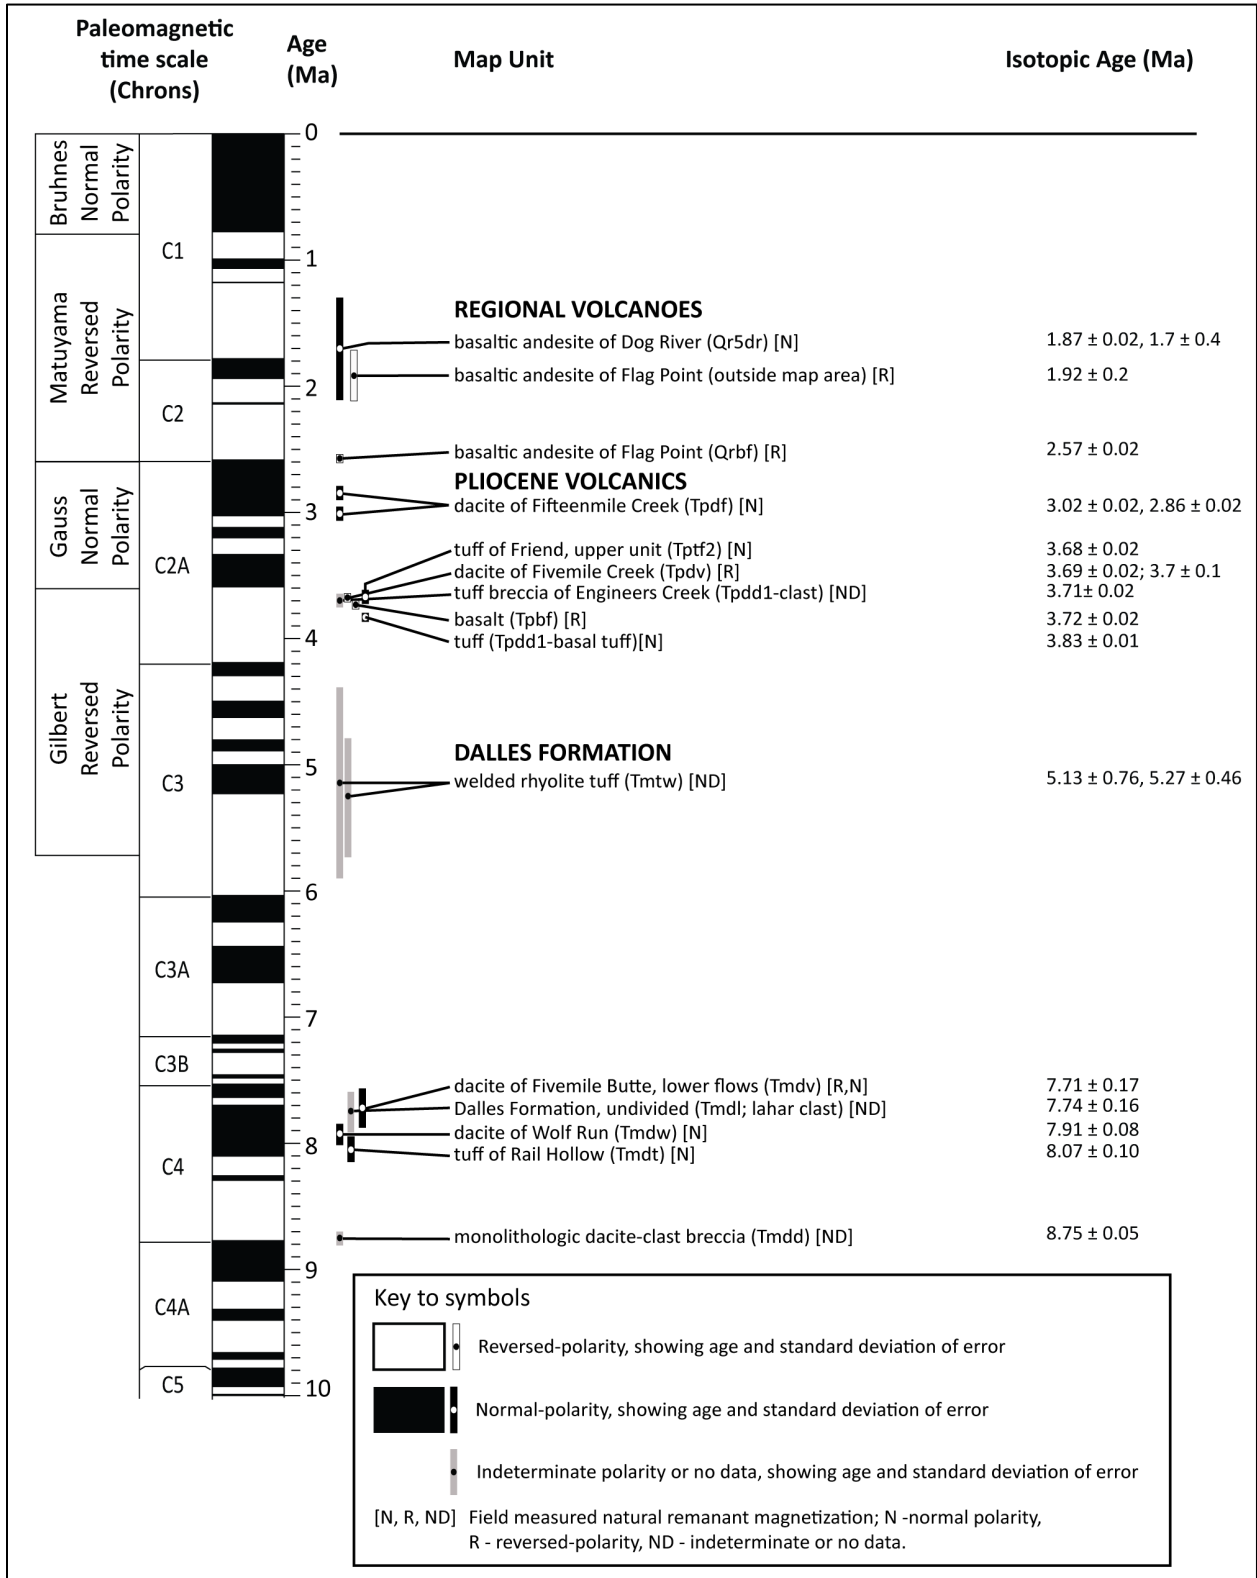 Paleomagnetic
time scale
(Chrons)
Age
(Ma)
Map Unit
Isotopic Age (Ma)
Bruhnes
Normal
Polarity
Matuyama
Reversed
Polarity
Gauss
Normal
Polarity
Gilbert
Reversed
Polarity
C1
C2
C2A
C3
C3A
C3B
C4
C4A
C5
0
1
2
3
4
5
6
7
8
9
10
REGIONAL VOLCANOES
basaltic andesite of Dog River (Qr5dr) [N] 1.87 ± 0.02, 1.7 ± 0.4
basaltic andesite of Flag Point (outside map area) [R] 1.92 ± 0.2
basaltic andesite of Flag Point (Qrbf) [R] 2.57 ± 0.02
PLIOCENE VOLCANICS
dacite of Fifteenmile Creek (Tpdf) [N] 3.02 ± 0.02, 2.86 ± 0.02
tuff of Friend, upper unit (Tptf2) [N] 3.68 ± 0.02
dacite of Fivemile Creek (Tpdv) [R] 3.69 ± 0.02; 3.7 ± 0.1
tuff breccia of Engineers Creek (Tpdd1-clast) [ND] 3.71± 0.02
basalt (Tpbf) [R] 3.72 ± 0.02
tuff (Tpdd1-basal tuff)[N] 3.83 ± 0.01
DALLES FORMATION
welded rhyolite tuff (Tmtw) [ND] 5.13 ± 0.76, 5.27 ± 0.46
dacite of Fivemile Butte, lower flows (Tmdv) [R,N] 7.71 ± 0.17
Dalles Formation, undivided (Tmdl; lahar clast) [ND] 7.74 ± 0.16
dacite of Wolf Run (Tmdw) [N] 7.91 ± 0.08
tuff of Rail Hollow (Tmdt) [N] 8.07 ± 0.10
monolithologic dacite-clast breccia (Tmdd) [ND] 8.75 ± 0.05
Key to symbols
Reversed-polarity, showing age and standard deviation of error
Normal-polarity, showing age and standard deviation of error
Indeterminate polarity or no data, showing age and standard deviation of error
[N, R, ND] Field measured natural remanant magnetization; N -normal polarity,
R - reversed-polarity, ND - indeterminate or no data.